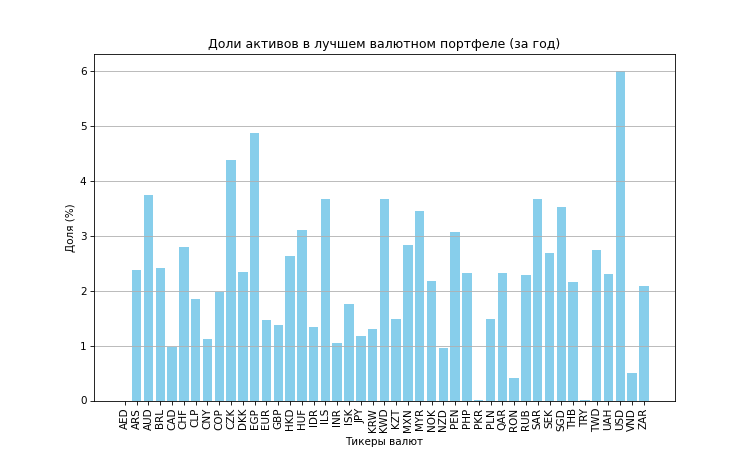 Доли активов в лучшем валютном портфеле (за год)
Доля (%)
6
5
4
3
2
1
0
AED ARS AUD BRL CAD CHF CLP CNY COP CZK DKK EGP EUR GBP HKD HUF IDR ILS INR ISK JPY KRW KWD KZT MXN MYR NOK NZD PEN PHP PKR PLN QAR RON RUB SAR SEK SGD THB TRY TWD UAH USD VND ZAR
Тикеры валют